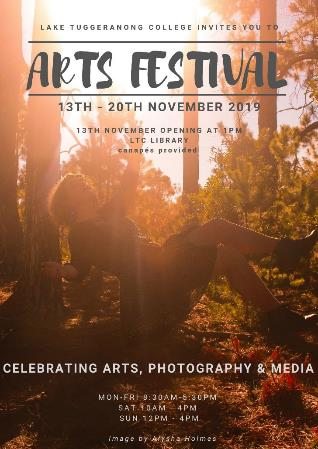 LAKE TUGGERANONG COLLEGE INVITES YOU TO
ARTS FESTIVAL
13TH - 20TH NOVEMBER 2019
13TH NOVEMBER OPENING AT 1PM
LTC LIBRARY
canapés provided
CELEBRATING ARTS, PHOTOGRAPHY & MEDIA
MON-FRI 9:30AM-5:30PM
SAT 10AM - 4PM
SUN 12PM - 4PM
Image by Alysha Holmes